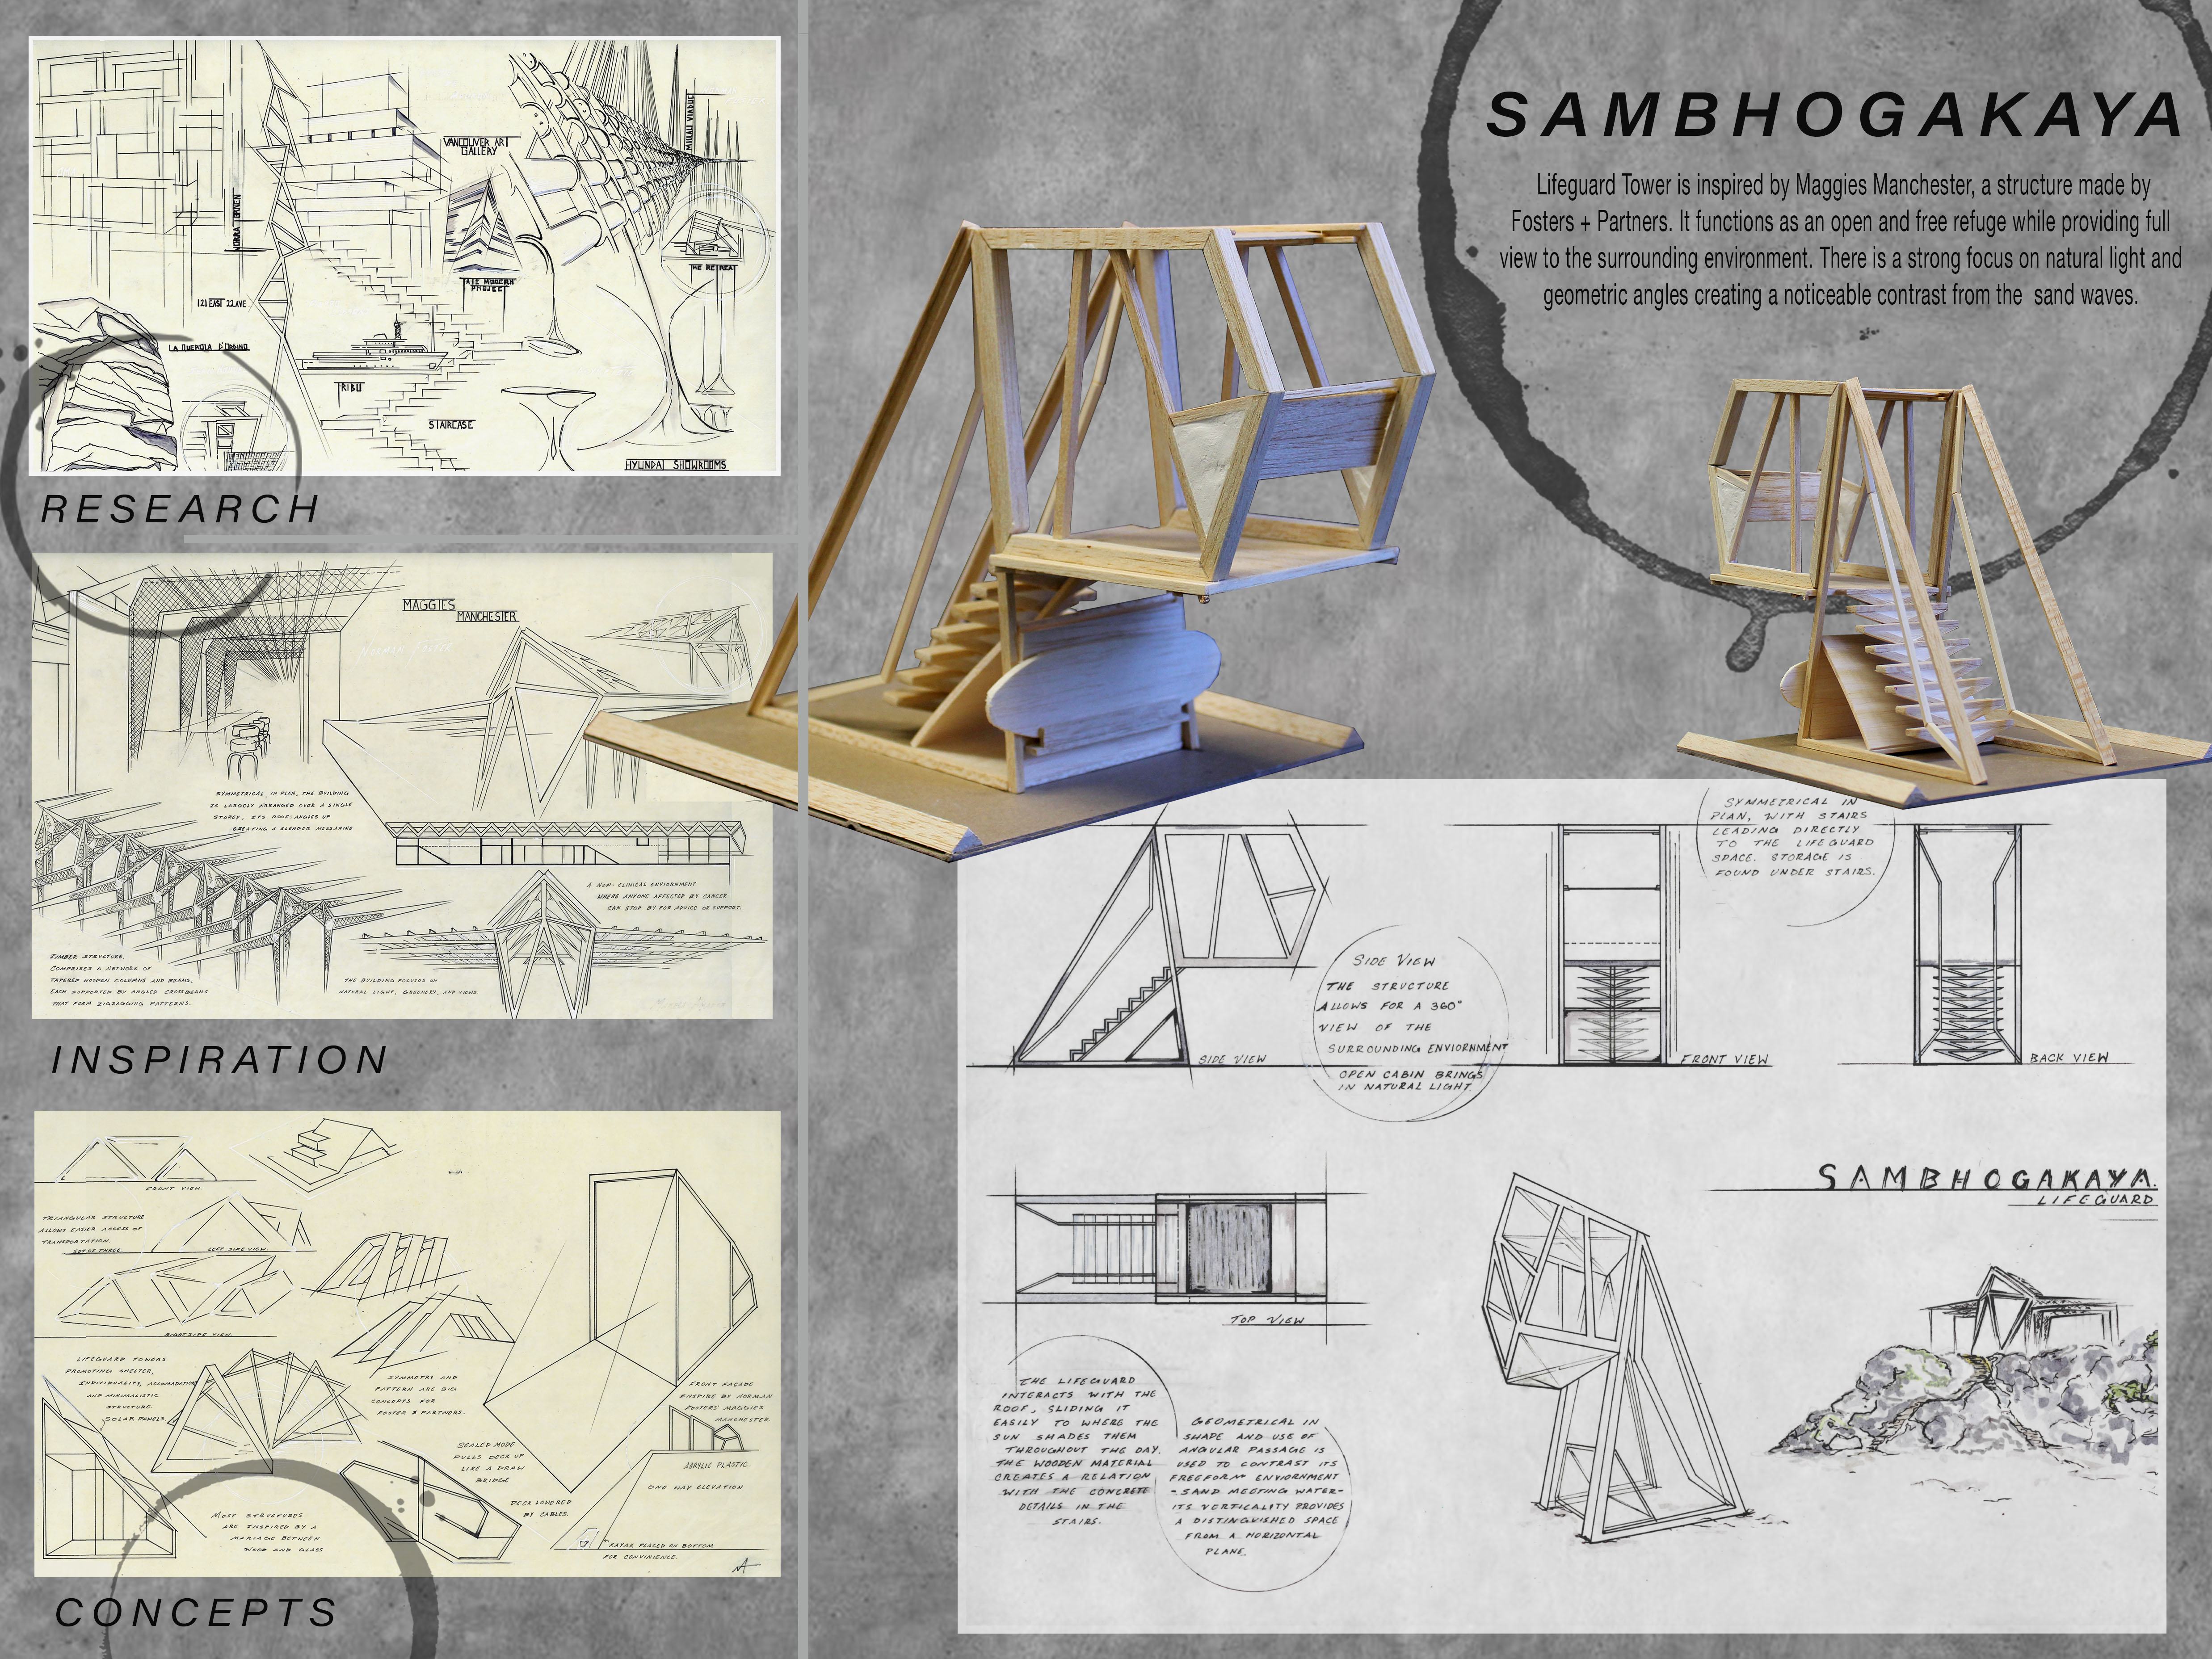 SAMBHOGAKAYA
Lifeguard Tower is inspired by Maggies Manchester, a structure made by
Fosters + Partners. It functions as an open and free refuge while providing full
view to the surrounding environment. There is a strong focus on natural light and
geometric angles creating a noticeable contrast from the sand waves.
VANCOUVER ART
GALLERY
MILLAU VIADUC
THE RETREAT
TATE MODERN
PROJECT
121 EAST 22 AVE
TRIBU
STAIRCASE
HYUNDAI SHOWROOMS
RESEARCH
MAGGIES
MANCHESTER
NORMAN FOSTER
SYMMETRICAL IN PLAN, THE BUILDING
IS LARGELY ARRANGED OVER A SINGLE
STOREY, ITS ROOF ANGLES UP
CREATING A SLENDER MEZZANINE
A NON-CLINICAL ENVIORNMENT
WHERE ANYONE AFFECTED BY CANCER
CAN STOP BY FOR ADVICE OR SUPPORT.
TIMBER STRUCTURE,
COMPRISES A NETWORK OF
TAPERED WOODEN COLUMNS AND BEAMS,
EACH SUPPORTED BY ANGLED CROSSBEAMS
THAT FORM ZIGZAGGING PATTERNS.
THE BUILDING FOCUSES ON
NATURAL LIGHT, GREENERY, AND VIEWS.
INSPIRATION
FRONT VIEW.
TRIANGULAR STRUCTURE
ALLOWS EASIER ACCESS OF
TRANSPORTATION.
SET OF THREE.
LEFT SIDE VIEW.
RIGHT SIDE VIEW.
LIFEGUARD TOWERS
PROMOTING SHELTER,
INDIVIDUALITY, ACCOMADATION
AND MINIMALISTIC
STRUCTURE.
SOLAR PANELS.
SYMMETRY AND
PATTERN ARE BIG
CONCEPTS FOR
FOSTER & PARTNERS.
FRONT FACADE
INSPIRE BY NORMAN
FOSTERS MAGGIES
MANCHESTER.
ACRYLIC PLASTIC.
ONE WAY ELEVATION
SEALED MODE
PULLS DECK UP
LIKE A DRAW
BRIDGE
DECK LOWERED
BY CABLES.
MOST STRUCTURES
ARE INSPIRED BY A
MARIAGE BETWEEN
WOOD AND GLASS
KAYAK PLACED ON BOTTOM
FOR CONVINIENCE.
CONCEPTS
SYMMETRICAL IN
PLAN, WITH STAIRS
LEADING DIRECTLY
TO THE LIFEGUARD
SPACE. STORAGE IS
FOUND UNDER STAIRS.
SIDE VIEW
THE STRUCTURE
ALLOWS FOR A 360°
VIEW OF THE
SURROUNDING ENVIORNMENT
OPEN CABIN BRINGS
IN NATURAL LIGHT
SIDE VIEW
FRONT VIEW
BACK VIEW
TOP VIEW
SAMBHOGAKAYA.
LIFEGUARD
THE LIFEGUARD
INTERACTS WITH THE
ROOF, SLIDING IT
EASILY TO WHERE THE
SUN SHADES THEM
THROUGHOUT THE DAY.
THE WOODEN MATERIAL
CREATES A RELATION
WITH THE CONCRETE
DETAILS IN THE
STAIRS.
GEOMETRICAL IN
SHAPE AND USE OF
ANGULAR PASSAGE IS
USED TO CONTRAST ITS
FREEFORM ENVIORNMENT
-SAND MEETING WATER-
ITS VERTICALITY PROVIDES
A DISTINGUISHED SPACE
FROM A HORIZONTAL
PLANE.